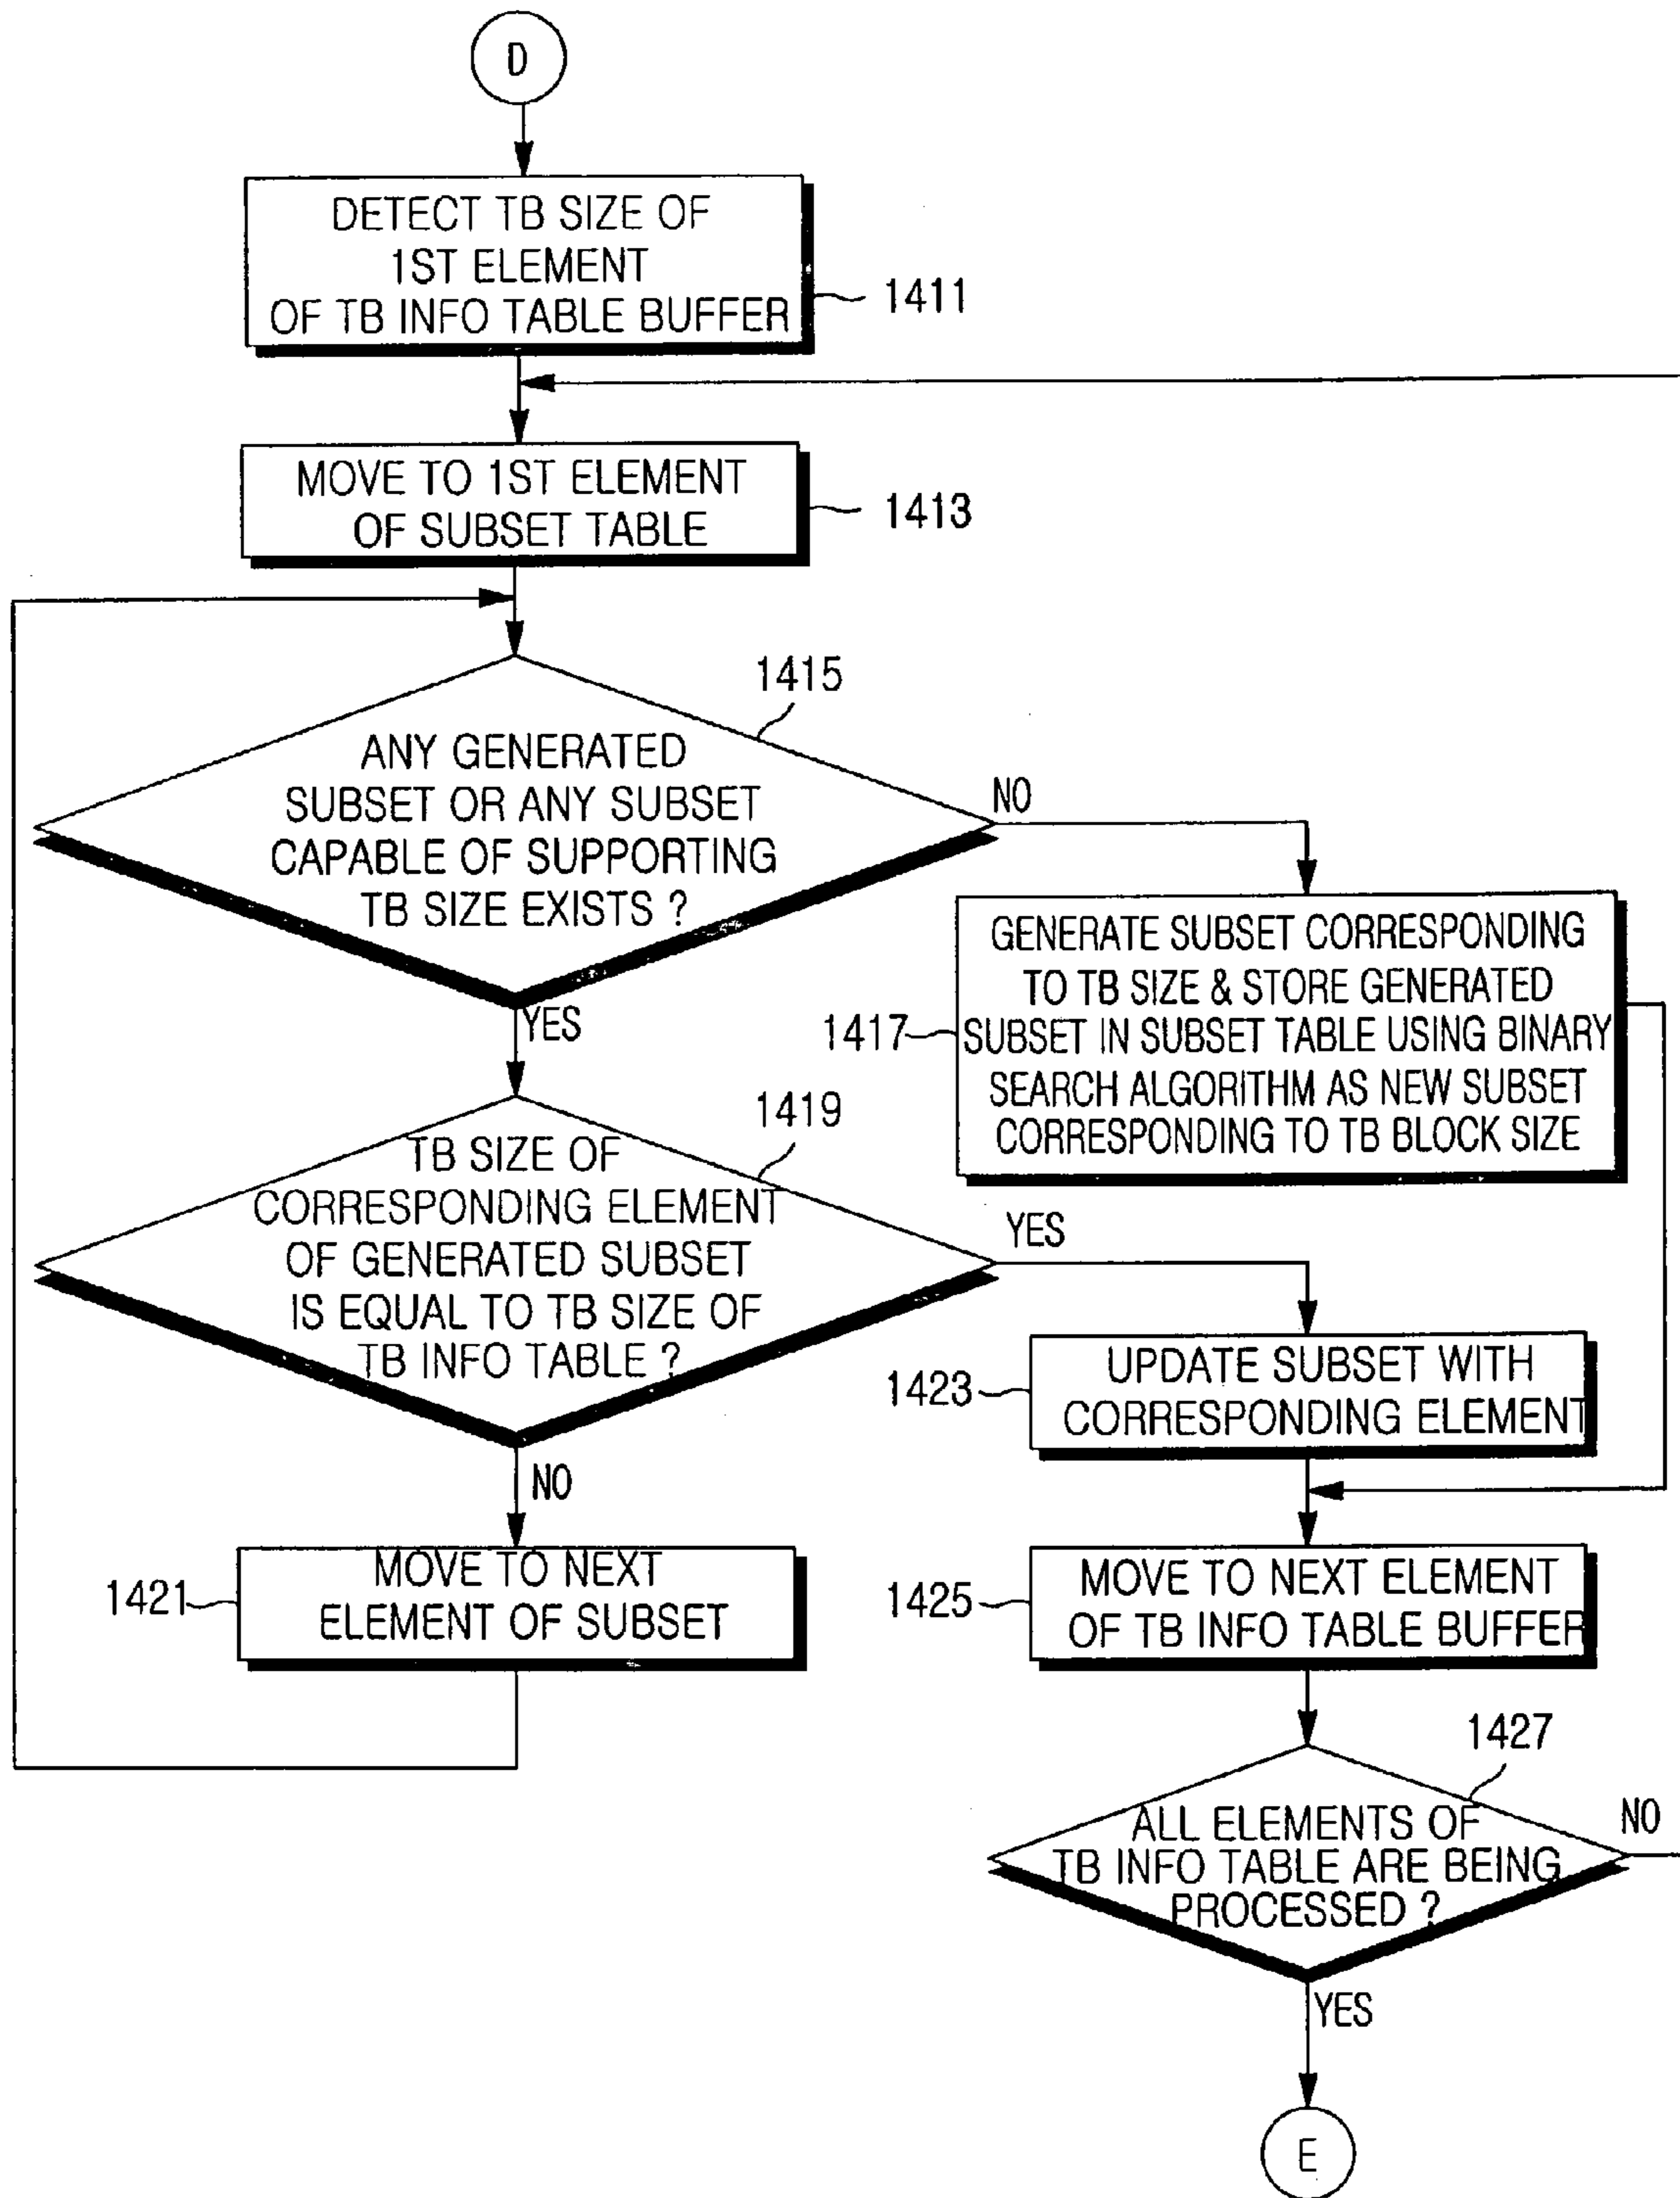 D
DETECT TB SIZE OF
1ST ELEMENT
OF TB INFO TABLE BUFFER
1411
MOVE TO 1ST ELEMENT
OF SUBSET TABLE
1413
1415
ANY GENERATED
SUBSET OR ANY SUBSET
CAPABLE OF SUPPORTING
TB SIZE EXISTS ?
NO
YES
GENERATE SUBSET CORRESPONDING
TO TB SIZE & STORE GENERATED
SUBSET IN SUBSET TABLE USING BINARY
SEARCH ALGORITHM AS NEW SUBSET
CORRESPONDING TO TB BLOCK SIZE
1417
1419
TB SIZE OF
CORRESPONDING ELEMENT
OF GENERATED SUBSET
IS EQUAL TO TB SIZE OF
TB INFO TABLE ?
YES
NO
UPDATE SUBSET WITH
CORRESPONDING ELEMENT
1423
MOVE TO NEXT
ELEMENT OF SUBSET
1421
MOVE TO NEXT ELEMENT
OF TB INFO TABLE BUFFER
1425
1427
ALL ELEMENTS OF
TB INFO TABLE ARE BEING
PROCESSED ?
NO
YES
E